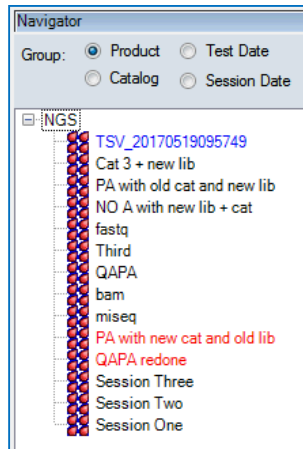 Navigator
Group: Product Test Date
Catalog Session Date
NGS
TSV_20170519095749
Cat 3 + new lib
PA with old cat and new lib
NO A with new lib + cat
fastq
Third
QAPA
bam
miseq
PA with new cat and old lib
QAPA redone
Session Three
Session Two
Session One